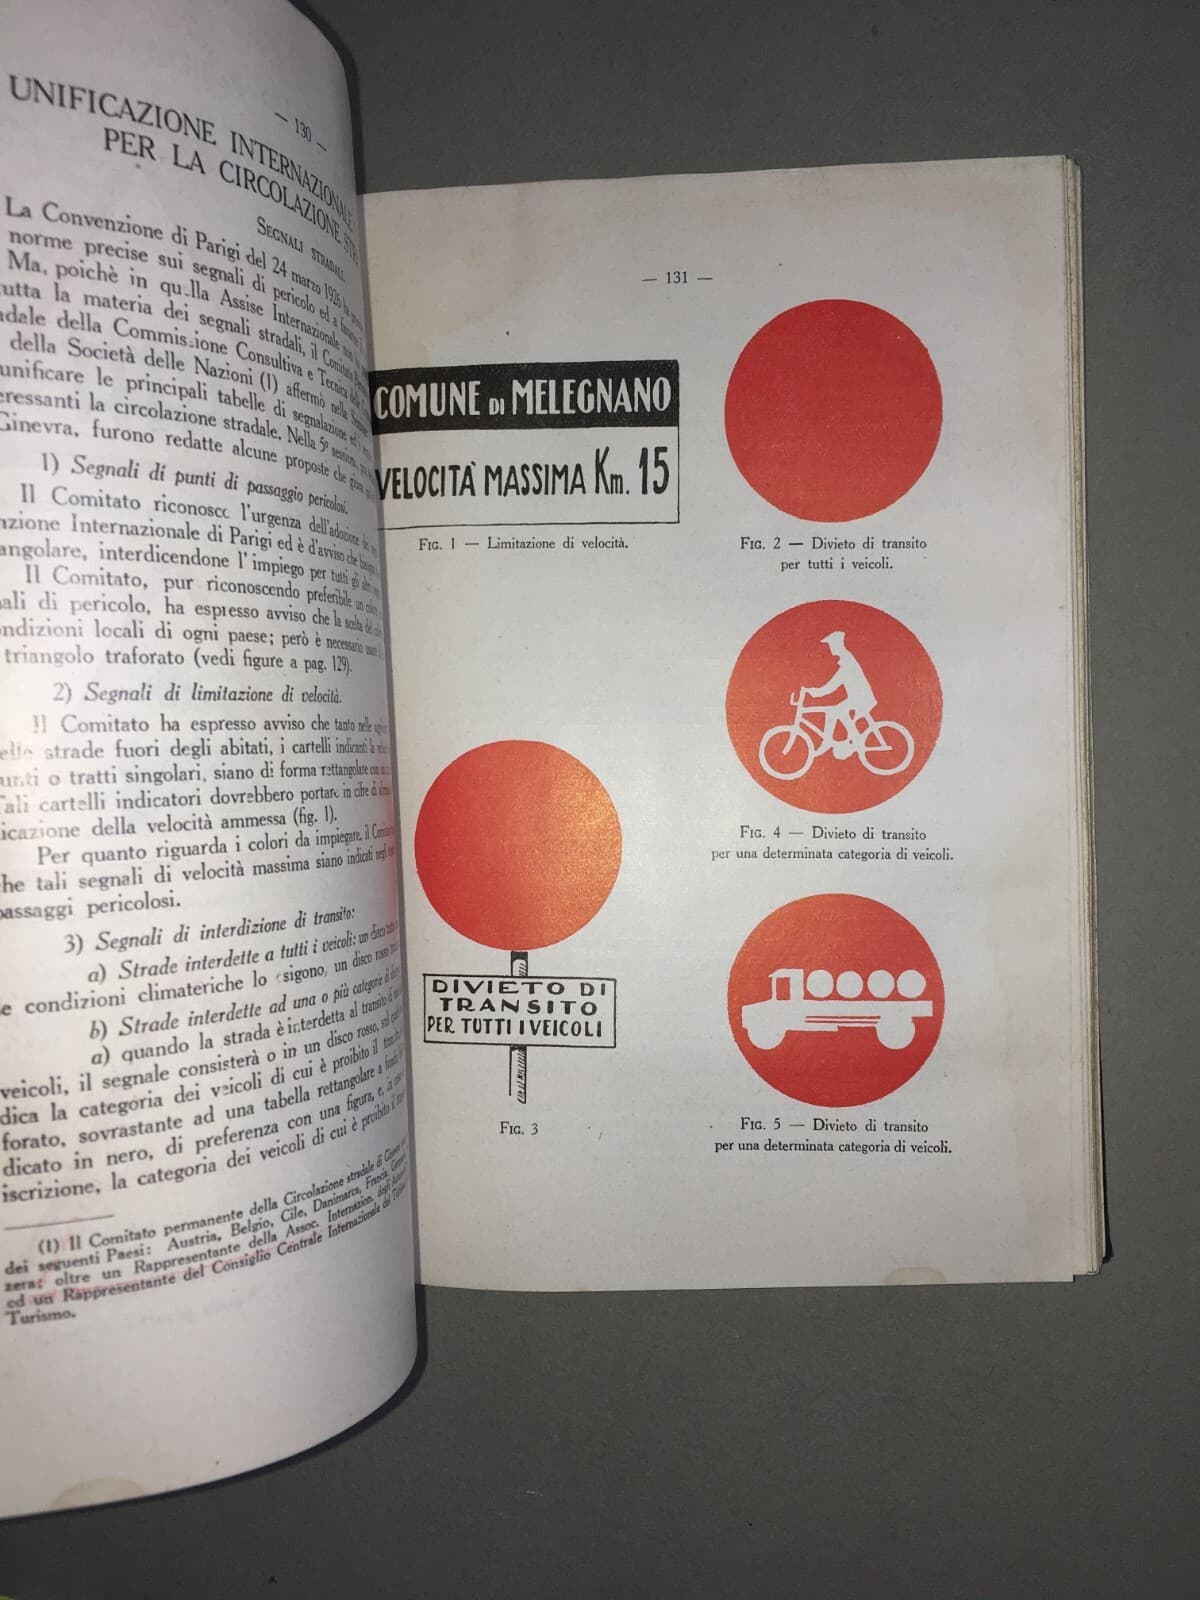 — 130 —
UNIFICAZIONE INTERNAZIONALE
PER LA CIRCOLAZIONE
SEGNALI STRADALI
La Convenzione di Parigi del 24 marzo 1926 ha
norme precise sui segnali di pericolo ed a
Ma, poichè in quella Assise Internazionale non
tutta la materia dei segnali stradali, il Comitato
della Commissione Consultiva e Tecnica
della Società delle Nazioni (1) affermò nella
unificare le principali tabelle di segnalazione ed
la circolazione stradale. Nella 5ª
Ginevra, furono redatte alcune proposte che
1) Segnali di punti di passaggio pericolosi.
Il Comitato riconosce l'urgenza dell'adozione
Internazionale di Parigi ed è d'avviso che
angolare, interdicendone l'impiego per tutti gli altri
Il Comitato, pur riconoscendo preferibile un colore
ali di pericolo, ha espresso avviso che la scelta del
ondizioni locali di ogni paese; però è necessario
triangolo traforato (vedi figure a pag. 129).
2) Segnali di limitazione di velocità.
Il Comitato ha espresso avviso che tanto nelle
elle strade fuori degli abitati, i cartelli indicanti la
unti o tratti singolari, siano di forma rettangolare con
Tali cartelli indicatori dovrebbero portare in cifre di
icazione della velocità ammessa (fig. 1).
Per quanto riguarda i colori da impiegare, il Comitato
he tali segnali di velocità massima siano indicati negli
passaggi pericolosi.
3) Segnali di interdizione di transito:
a) Strade interdette a tutti i veicoli: un disco
e condizioni climateriche lo esigono, un disco rosso
b) Strade interdette ad una o più categorie di
a) quando la strada è interdetta al transito di
veicoli, il segnale consisterà o in un disco rosso, sul
dica la categoria dei veicoli di cui è proibito il
forato, sovrastante ad una tabella rettangolare a fondo
dicato in nero, di preferenza con una figura, e,
iscrizione, la categoria dei veicoli di cui è proibito il
(1) Il Comitato permanente della Circolazione stradale di Ginevra
dei seguenti Paesi: Austria, Belgio, Cile, Danimarca, Francia,
zera; oltre un Rappresentante della Assoc. Internazion. degli
ed un Rappresentante del Consiglio Centrale Internazionale del
Turismo.
— 131 —
COMUNE DI MELEGNANO
VELOCITÀ MASSIMA Km. 15
FIG. 1 — Limitazione di velocità.
FIG. 2 — Divieto di transito
per tutti i veicoli.
FIG. 4 — Divieto di transito
per una determinata categoria di veicoli.
DIVIETO DI
TRANSITO
PER TUTTI I VEICOLI
FIG. 3
FIG. 5 — Divieto di transito
per una determinata categoria di veicoli.